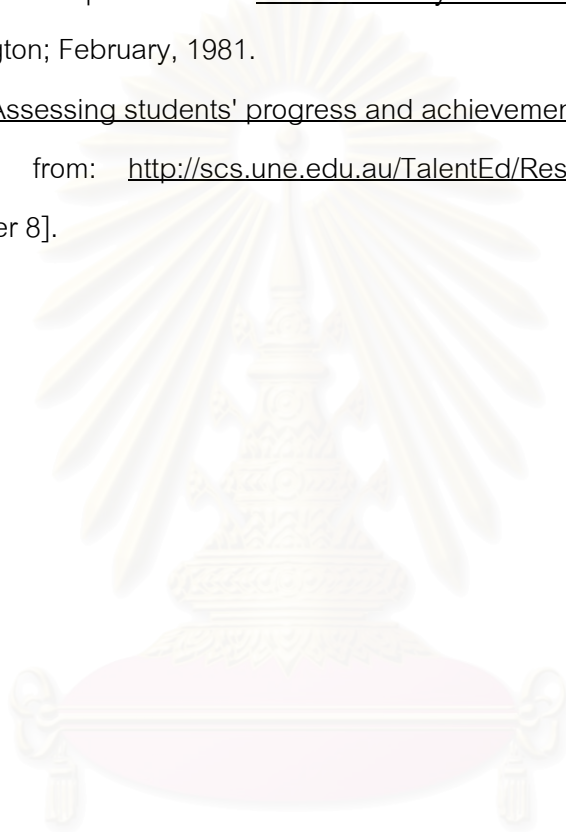 gton; February, 1981.
Assessing students' progress and achievemen
from: http://scs.une.edu.au/TalentEd/Res
er 8].